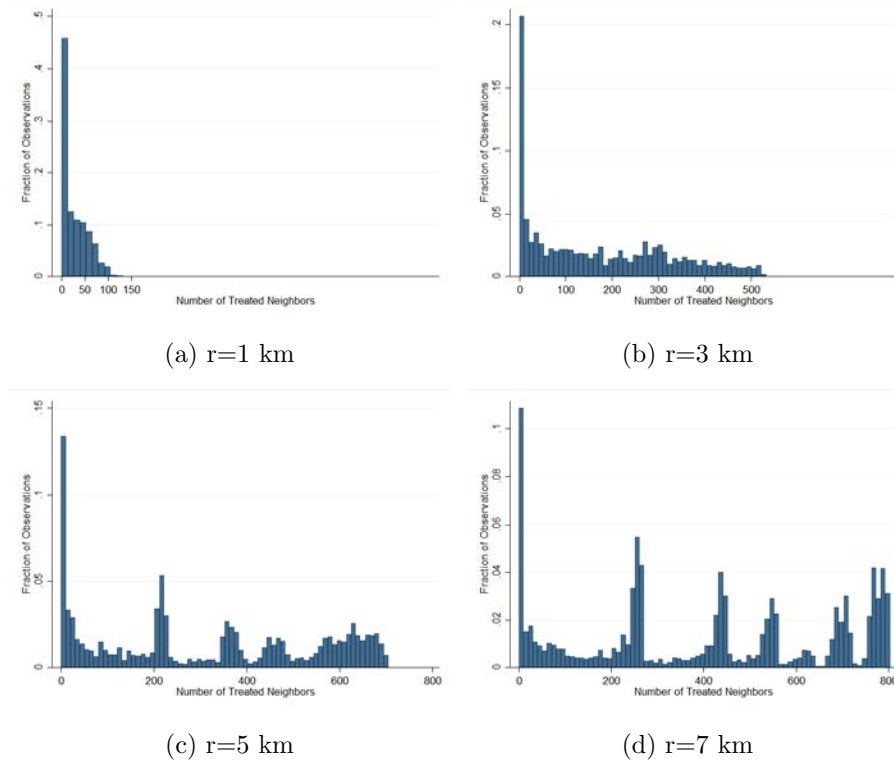 Fraction of Observations
.5
.4
.3
.2
.1
0
0 50 100 150
Number of Treated Neighbors
(a) r=1 km
Fraction of Observations
.2
.15
.1
.05
0
0 100 200 300 400 500
Number of Treated Neighbors
(b) r=3 km
Fraction of Observations
.15
.1
.05
0
0 200 400 600 800
Number of Treated Neighbors
(c) r=5 km
Fraction of Observations
.1
.08
.06
.04
.02
0
0 200 400 600 800
Number of Treated Neighbors
(d) r=7 km